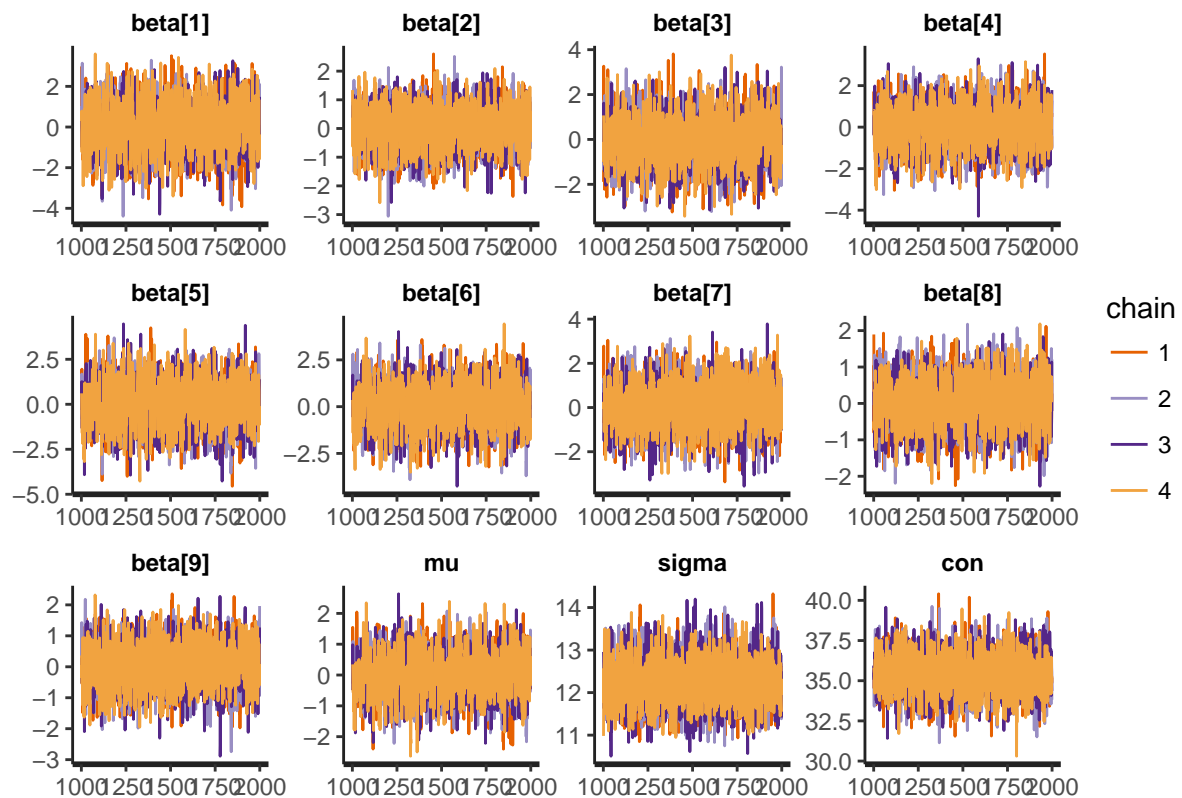 beta[1] beta[2] beta[3] beta[4]
2 0 −2 −4
2 1 0 −1 −2 −3
4 2 0 −2
2 0 −2 −4
1000 1250 1500 1750 2000 1000 1250 1500 1750 2000 1000 1250 1500 1750 2000 1000 1250 1500 1750 2000
beta[5] beta[6] beta[7] beta[8]
2.5 0.0 −2.5 −5.0
2.5 0.0 −2.5
4 2 0 −2
2 1 0 −1 −2
1000 1250 1500 1750 2000 1000 1250 1500 1750 2000 1000 1250 1500 1750 2000 1000 1250 1500 1750 2000
beta[9] mu sigma con
2 1 0 −1 −2 −3
2 1 0 −1 −2
14 13 12 11
40.0 37.5 35.0 32.5 30.0
1000 1250 1500 1750 2000 1000 1250 1500 1750 2000 1000 1250 1500 1750 2000 1000 1250 1500 1750 2000
chain
1
2
3
4